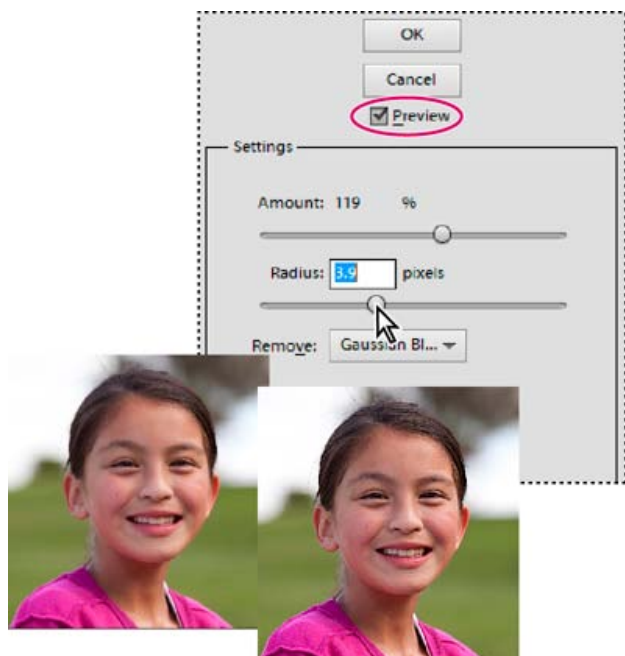 OK
Cancel
Preview
Settings
Amount: 119 %
Radius: 3.9 pixels
Remove: Gaussian Bl...